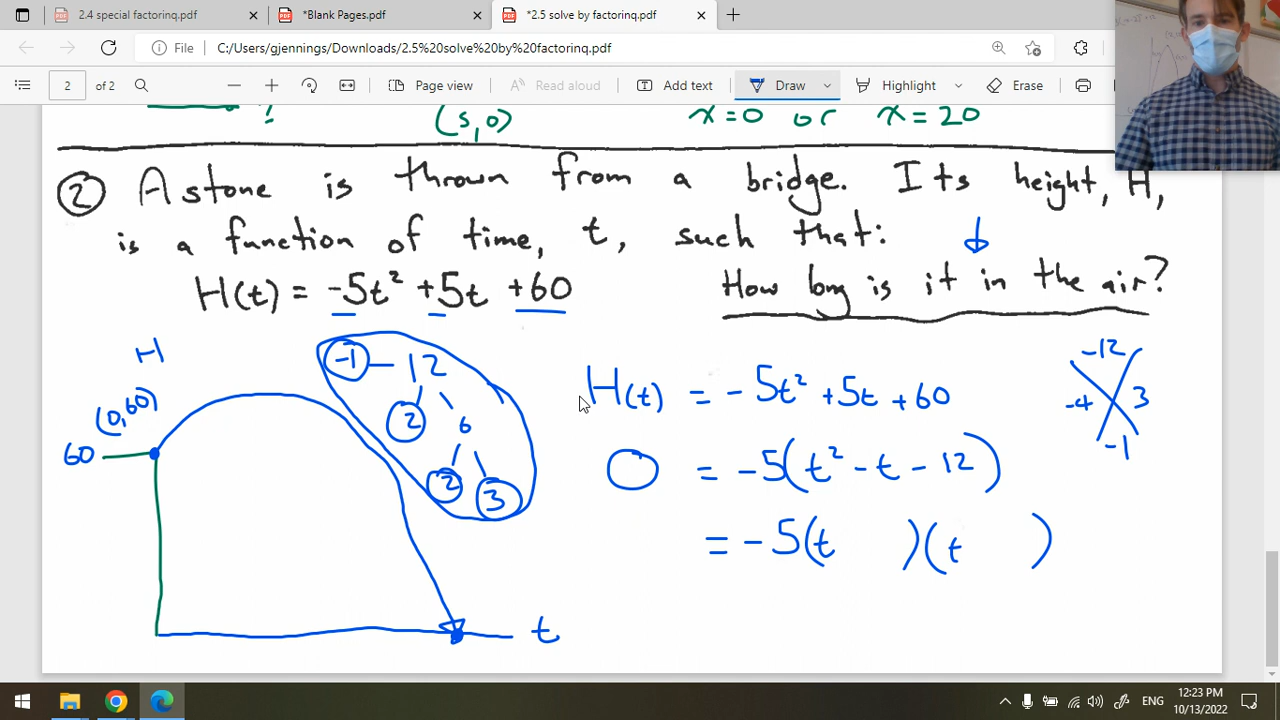 2.4 special factoring.pdf
*Blank Pages.pdf
*2.5 solve by factoring.pdf
File C:/Users/gjennings/Downloads/2.5%20solve%20by%20factoring.pdf
2 of 2 Page view Read aloud Add text Draw Highlight Erase
? (5,0) x=0 or x=20
② A stone is thrown from a bridge. Its height, H,
is a function of time, t, such that:
H(t) = -5t² +5t +60 How long is it in the air?
H
(0,60)
60
t
-1 12
2 6
2 3
H(t) = -5t² +5t +60
0 = -5(t² - t - 12)
= -5(t )(t )
-12
-4 3
-1
ENG
12:23 PM
10/13/2022